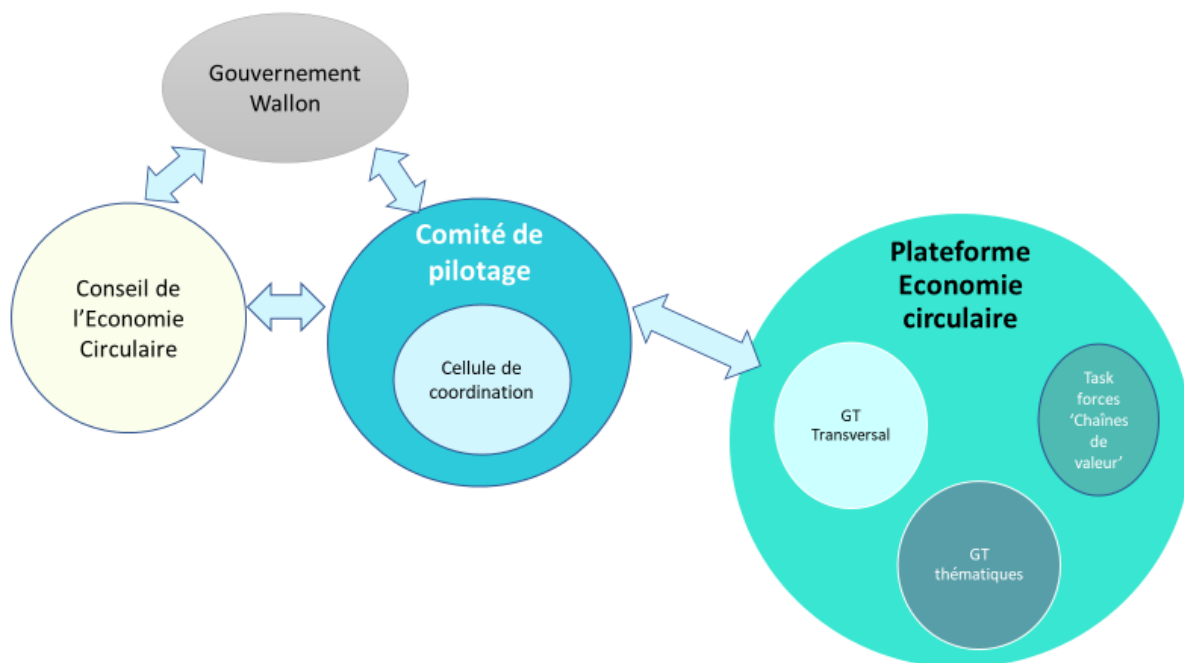 Gouvernement
Wallon
Conseil de
l'Economie
Circulaire
Comité de
pilotage
Cellule de
coordination
Plateforme
Economie
circulaire
GT
Transversal
Task
forces
‘Chaînes
de
valeur’
GT
thématiques